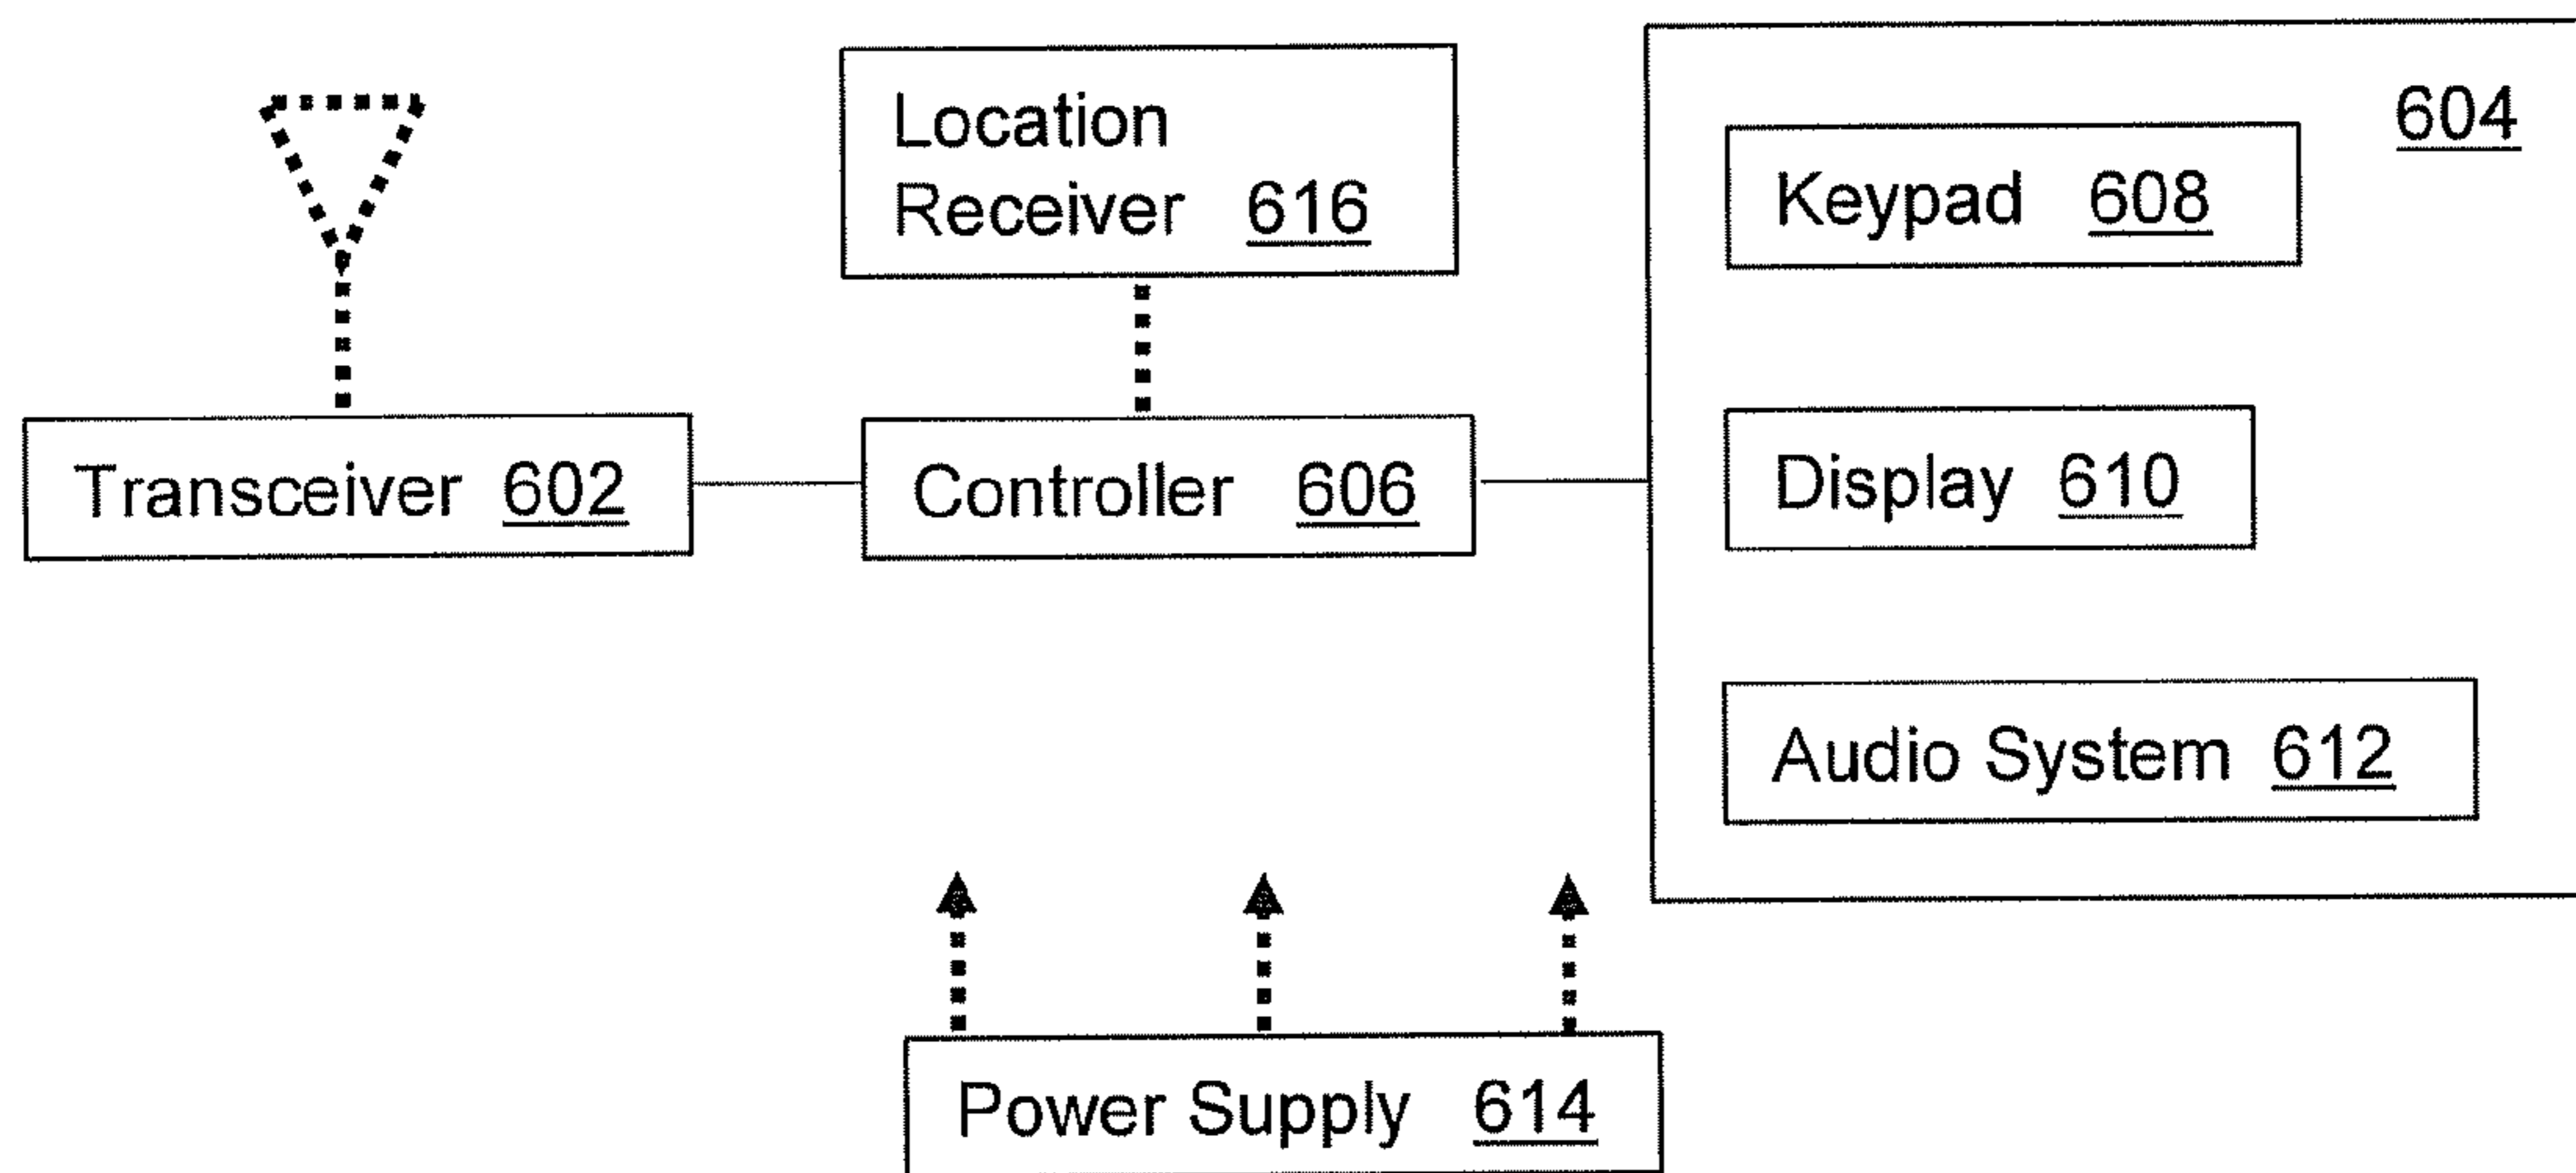 Location
Receiver 616
604
Keypad 608
Transceiver 602
Controller 606
Display 610
Audio System 612
Power Supply 614